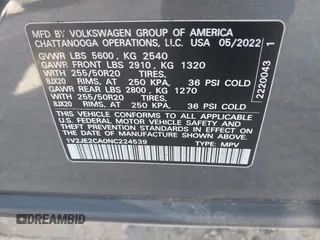 MFD. BY VOLKSWAGEN GROUP OF AMERICA
CHATTANOOGA OPERATIONS, LLC. USA 05/2022
GVWR LBS 5600, KG 2540
GAWR FRONT LBS 2910, KG 1320
WITH 255/50R20 TIRES,
8JX20 RIMS, AT 250 KPA. 36 PSI COLD
GAWR REAR LBS 2800, KG 1270
WITH 255/50R20 TIRES,
8JX20 RIMS, AT 250 KPA. 36 PSI COLD
THIS VEHICLE CONFORMS TO ALL APPLICABLE
FEDERAL MOTOR VEHICLE SAFETY STANDARDS IN
EFFECT ON THE DATE OF MANUFACTURE SHOWN ABOVE.
1V2JE2CA0NC224539 TYPE: MPV
2220043 1
DREAMBID